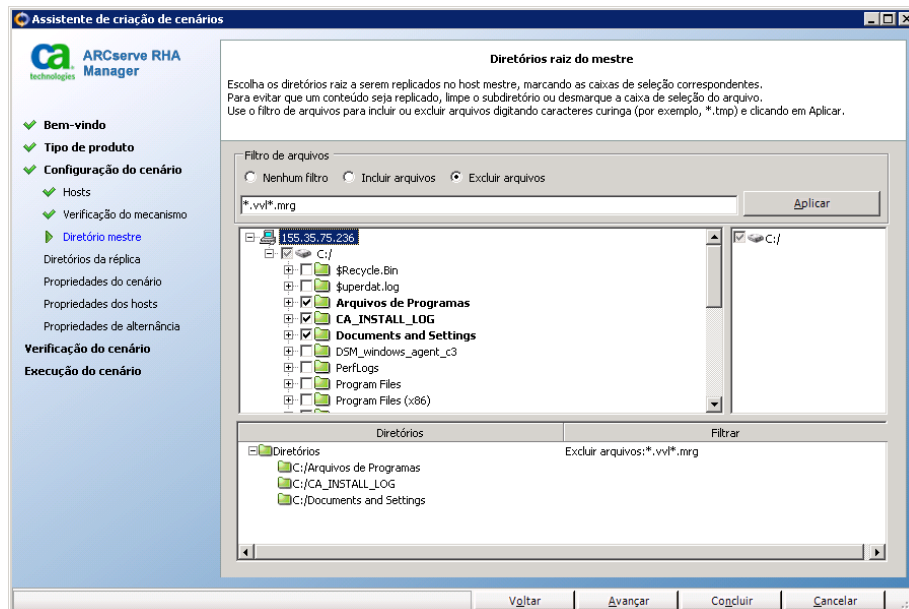 Assistente de criação de cenários
ca
technologies
ARCserve RHA
Manager
Bem-vindo
Tipo de produto
Configuração do cenário
Hosts
Verificação do mecanismo
Diretório mestre
Diretórios da réplica
Propriedades do cenário
Propriedades dos hosts
Propriedades de alternância
Verificação do cenário
Execução do cenário
Diretórios raiz do mestre
Escolha os diretórios raiz a serem replicados no host mestre, marcando as caixas de seleção correspondentes.
Para evitar que um conteúdo seja replicado, limpe o subdiretório ou desmarque a caixa de seleção do arquivo.
Use o filtro de arquivos para incluir ou excluir arquivos digitando caracteres curinga (por exemplo, *.tmp) e clicando em Aplicar.
Filtro de arquivos
Nenhum filtro Incluir arquivos Excluir arquivos
*.vvl*.mrg Aplicar
155.35.75.236
C:/
$Recycle.Bin
$uperdat.log
Arquivos de Programas
CA_INSTALL_LOG
Documents and Settings
DSM_windows_agent_c3
PerfLogs
Program Files
Program Files (x86)
C:/
Diretórios Filtrar
Diretórios Excluir arquivos:*.vvl*.mrg
C:/Arquivos de Programas
C:/CA_INSTALL_LOG
C:/Documents and Settings
Voltar Avançar Concluir Cancelar